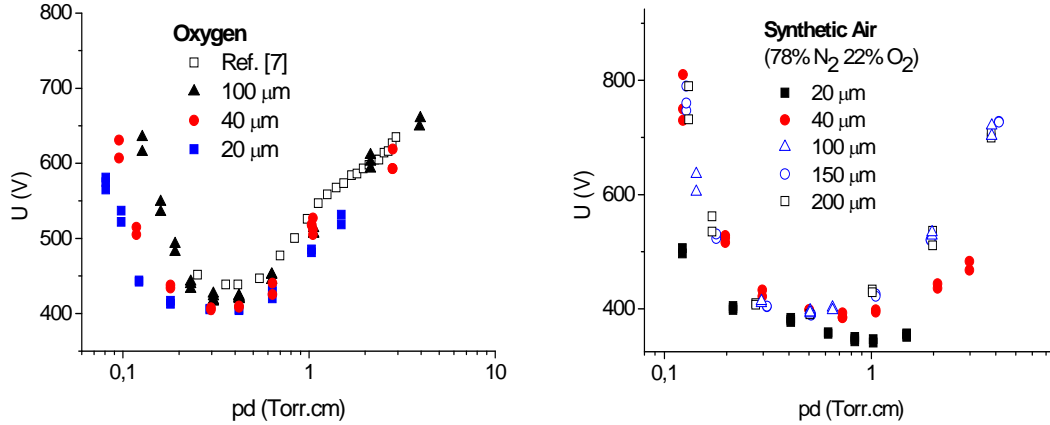 800
700
600
500
400
U (V)
0,1
1
10
pd (Torr.cm)
Oxygen
Ref. [7]
100 μm
40 μm
20 μm
800
600
400
U (V)
0,1
1
pd (Torr.cm)
Synthetic Air
(78% N2 22% O2)
20 μm
40 μm
100 μm
150 μm
200 μm